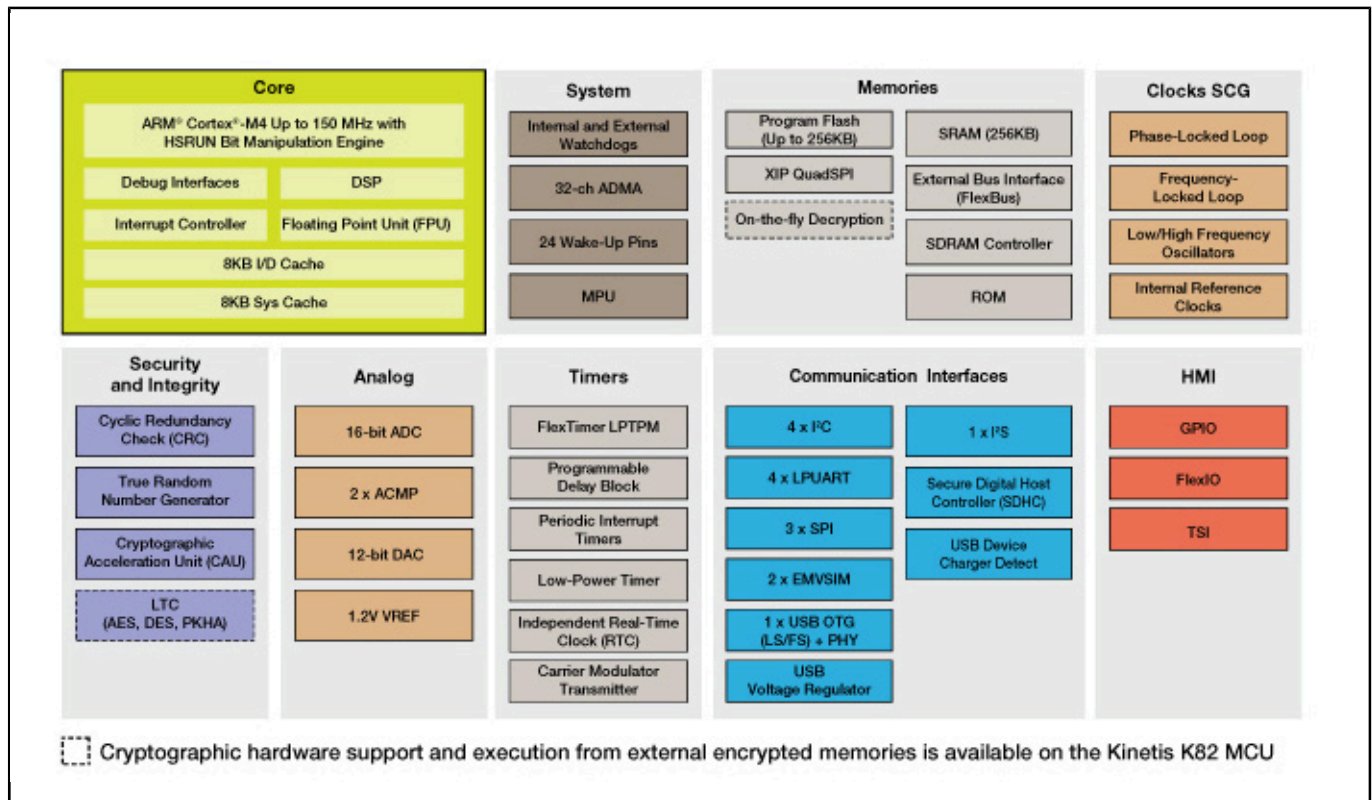 Core
ARM® Cortex®-M4 Up to 150 MHz with
HSRUN Bit Manipulation Engine
Debug Interfaces
DSP
Interrupt Controller
Floating Point Unit (FPU)
8KB I/D Cache
8KB Sys Cache
System
Internal and External
Watchdogs
32-ch ADMA
24 Wake-Up Pins
MPU
Memories
Program Flash
(Up to 256KB)
XIP QuadSPI
On-the-fly Decryption
SRAM (256KB)
External Bus Interface
(FlexBus)
SDRAM Controller
ROM
Clocks SCG
Phase-Locked Loop
Frequency-
Locked Loop
Low/High Frequency
Oscillators
Internal Reference
Clocks
Security
and Integrity
Cyclic Redundancy
Check (CRC)
True Random
Number Generator
Cryptographic
Acceleration Unit (CAU)
LTC
(AES, DES, PKHA)
Analog
16-bit ADC
2 x ACMP
12-bit DAC
1.2V VREF
Timers
FlexTimer LPTPM
Programmable
Delay Block
Periodic Interrupt
Timers
Low-Power Timer
Independent Real-Time
Clock (RTC)
Carrier Modulator
Transmitter
Communication Interfaces
4 x I²C
4 x LPUART
3 x SPI
2 x EMVSIM
1 x USB OTG
(LS/FS) + PHY
USB
Voltage Regulator
1 x I²S
Secure Digital Host
Controller (SDHC)
USB Device
Charger Detect
HMI
GPIO
FlexIO
TSI
Cryptographic hardware support and execution from external encrypted memories is available on the Kinetis K82 MCU